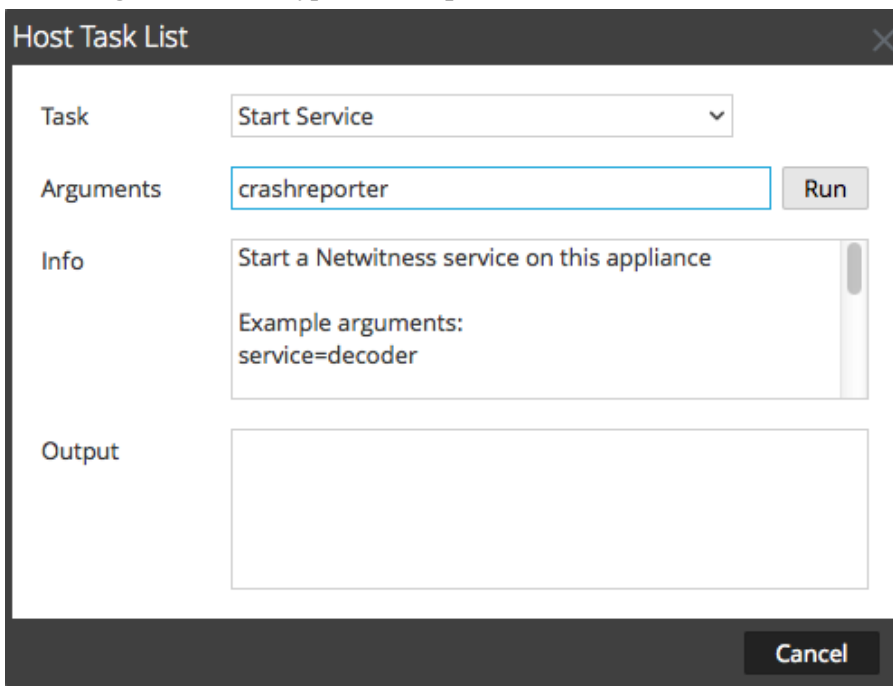 Host Task List
Task
Start Service
Arguments
crashreporter
Run
Info
Start a Netwitness service on this appliance
Example arguments:
service=decoder
Output
Cancel